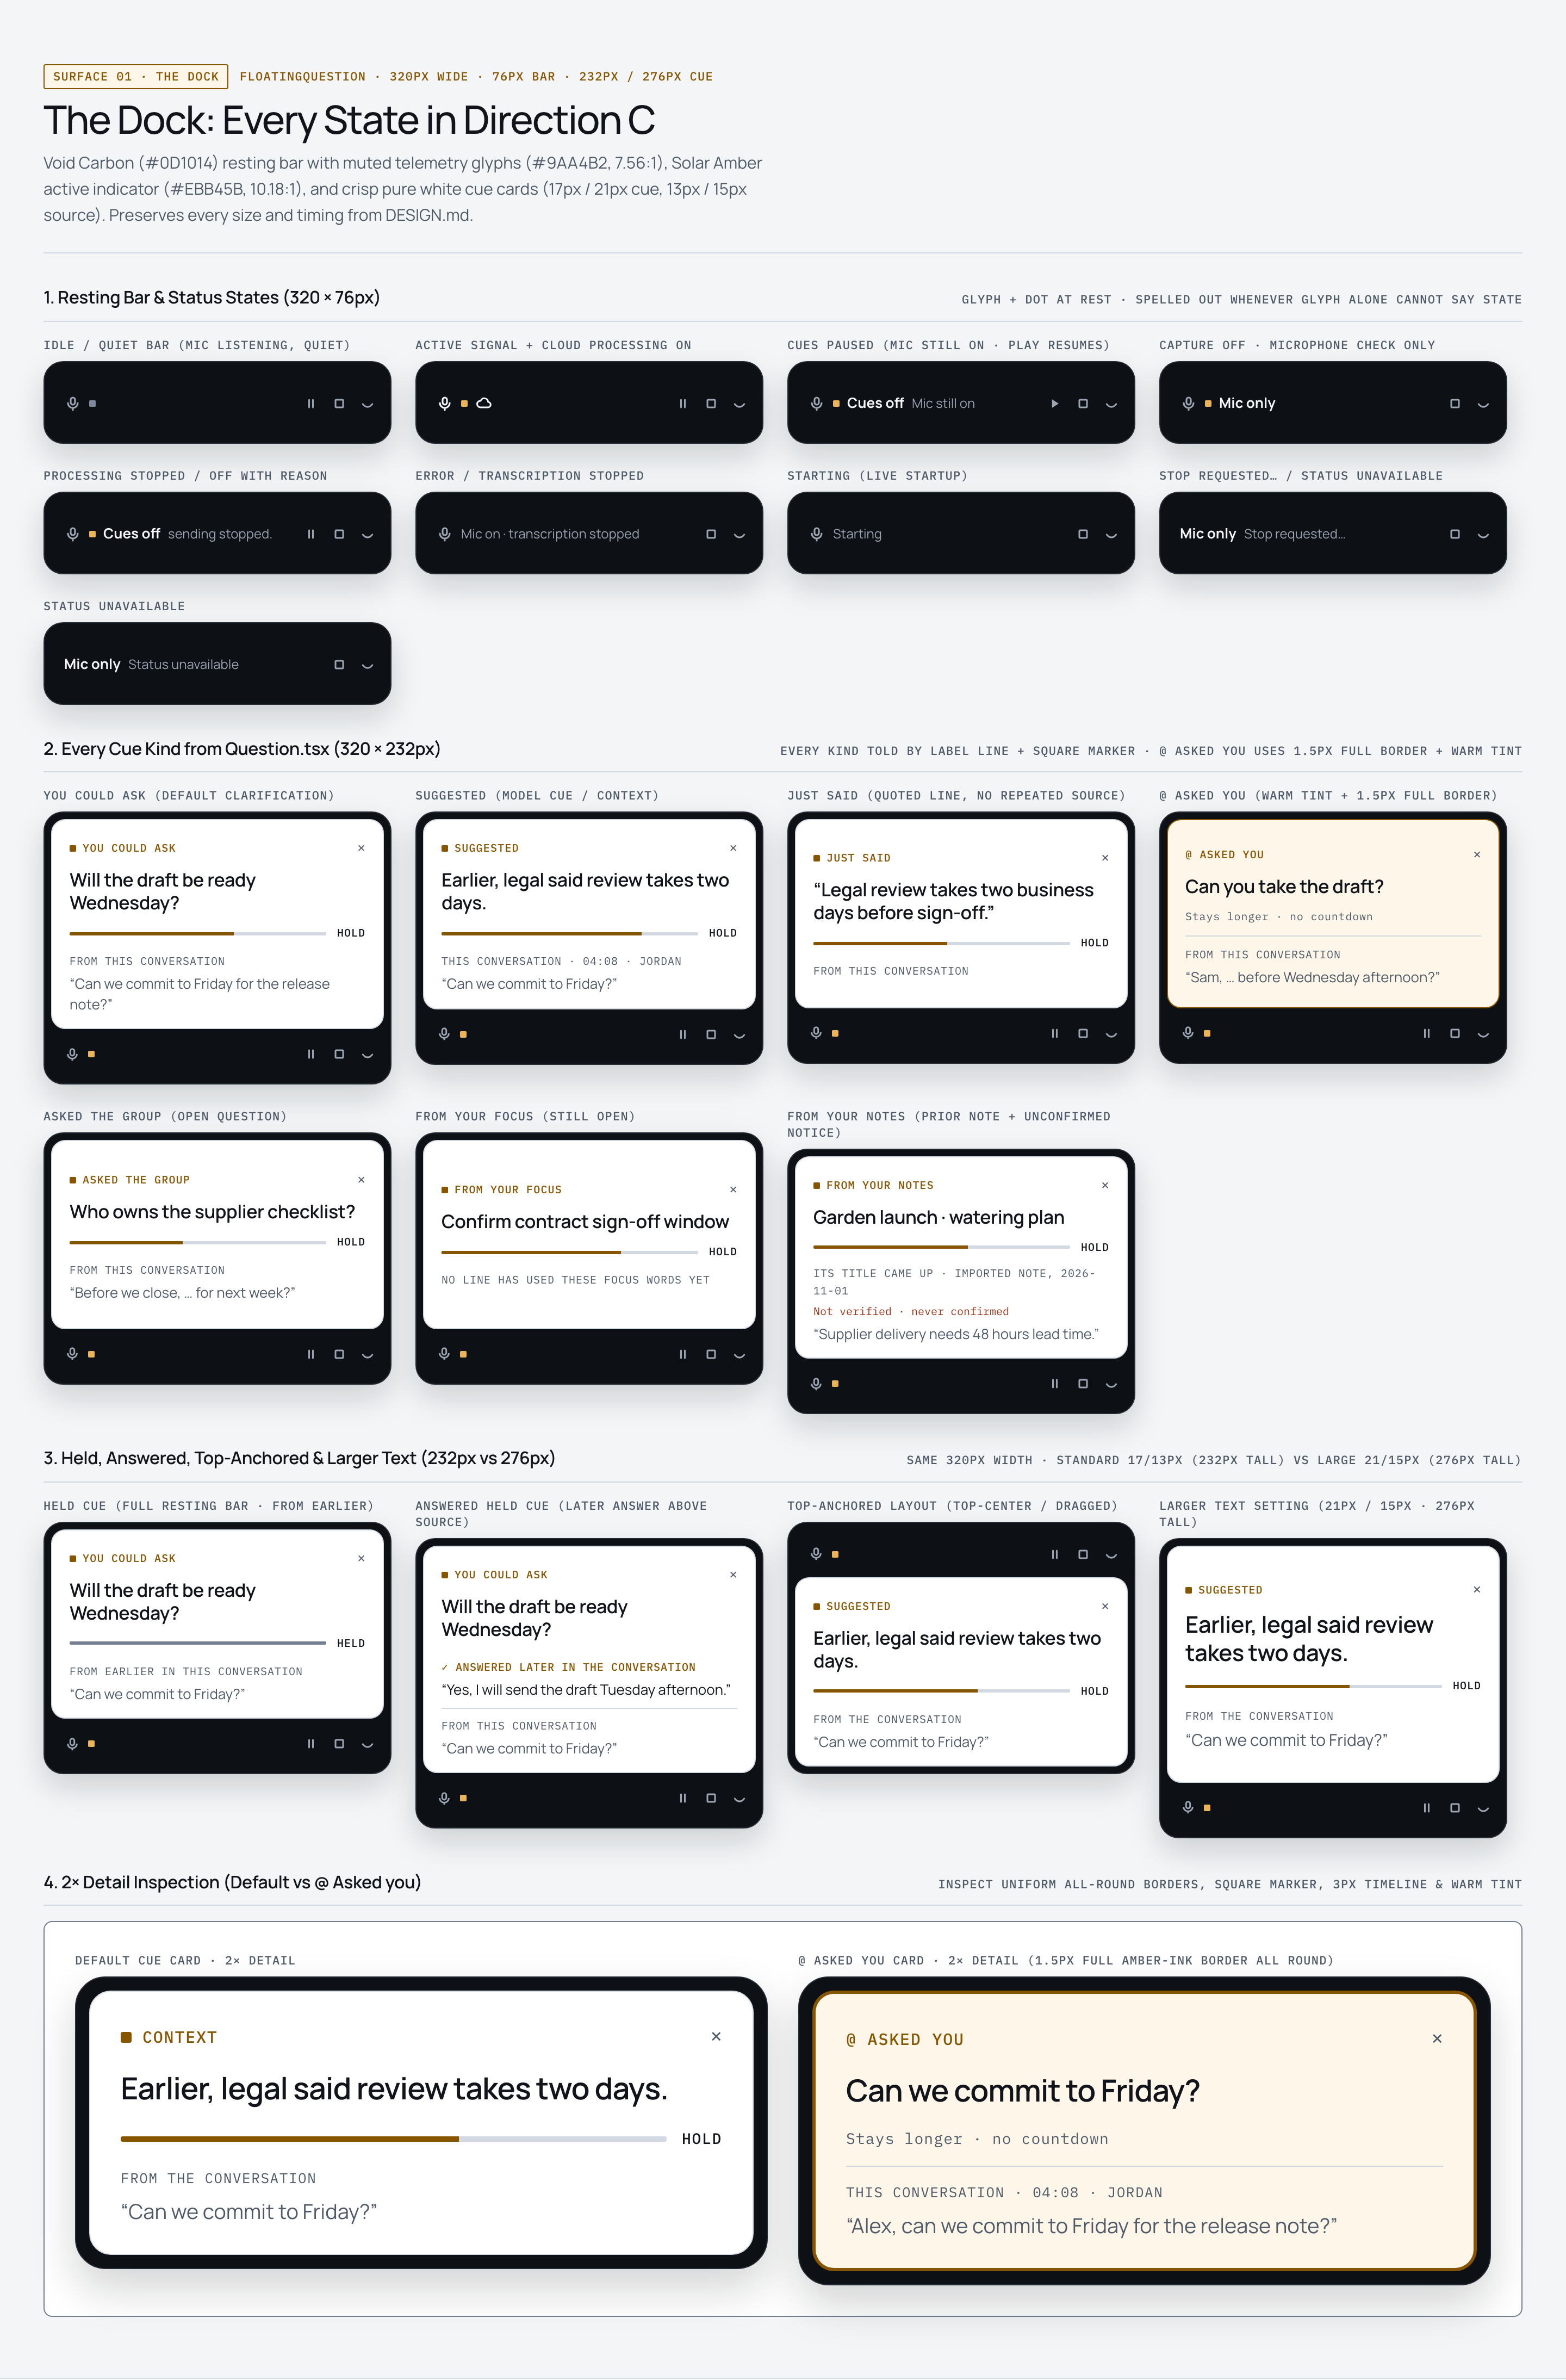 SURFACE 01 · THE DOCK
FLOATINGQUESTION · 320PX WIDE · 76PX BAR · 232PX / 276PX CUE
The Dock: Every State in Direction C
Void Carbon (#0D1014) resting bar with muted telemetry glyphs (#9AA4B2, 7.56:1), Solar Amber
active indicator (#EBB45B, 10.18:1), and crisp pure white cue cards (17px / 21px cue, 13px / 15px
source). Preserves every size and timing from DESIGN.md.
1. Resting Bar & Status States (320 × 76px)
GLYPH + DOT AT REST · SPELLED OUT WHENEVER GLYPH ALONE CANNOT SAY STATE
IDLE / QUIET BAR (MIC LISTENING, QUIET)
ACTIVE SIGNAL + CLOUD PROCESSING ON
CUES PAUSED (MIC STILL ON · PLAY RESUMES)
Cues off Mic still on
CAPTURE OFF · MICROPHONE CHECK ONLY
Mic only
PROCESSING STOPPED / OFF WITH REASON
Cues off sending stopped.
ERROR / TRANSCRIPTION STOPPED
Mic on · transcription stopped
STARTING (LIVE STARTUP)
Starting
STOP REQUESTED… / STATUS UNAVAILABLE
Mic only Stop requested…
STATUS UNAVAILABLE
Mic only Status unavailable
2. Every Cue Kind from Question.tsx (320 × 232px)
EVERY KIND TOLD BY LABEL LINE + SQUARE MARKER · @ ASKED YOU USES 1.5PX FULL BORDER + WARM TINT
YOU COULD ASK (DEFAULT CLARIFICATION)
YOU COULD ASK ×
Will the draft be ready
Wednesday?
HOLD
FROM THIS CONVERSATION
“Can we commit to Friday for the release
note?”
SUGGESTED (MODEL CUE / CONTEXT)
SUGGESTED ×
Earlier, legal said review takes two
days.
HOLD
THIS CONVERSATION · 04:08 · JORDAN
“Can we commit to Friday?”
JUST SAID (QUOTED LINE, NO REPEATED SOURCE)
JUST SAID ×
“Legal review takes two business
days before sign-off.”
HOLD
FROM THIS CONVERSATION
@ ASKED YOU (WARM TINT + 1.5PX FULL BORDER)
@ ASKED YOU ×
Can you take the draft?
Stays longer · no countdown
FROM THIS CONVERSATION
“Sam, … before Wednesday afternoon?”
ASKED THE GROUP (OPEN QUESTION)
ASKED THE GROUP ×
Who owns the supplier checklist?
HOLD
FROM THIS CONVERSATION
“Before we close, … for next week?”
FROM YOUR FOCUS (STILL OPEN)
FROM YOUR FOCUS ×
Confirm contract sign-off window
HOLD
NO LINE HAS USED THESE FOCUS WORDS YET
FROM YOUR NOTES (PRIOR NOTE + UNCONFIRMED
NOTICE)
FROM YOUR NOTES ×
Garden launch · watering plan
HOLD
ITS TITLE CAME UP · IMPORTED NOTE, 2026-
11-01
Not verified · never confirmed
“Supplier delivery needs 48 hours lead time.”
3. Held, Answered, Top-Anchored & Larger Text (232px vs 276px)
SAME 320PX WIDTH · STANDARD 17/13PX (232PX TALL) VS LARGE 21/15PX (276PX TALL)
HELD CUE (FULL RESTING BAR · FROM EARLIER)
YOU COULD ASK ×
Will the draft be ready
Wednesday?
HELD
FROM EARLIER IN THIS CONVERSATION
“Can we commit to Friday?”
ANSWERED HELD CUE (LATER ANSWER ABOVE
SOURCE)
YOU COULD ASK ×
Will the draft be ready
Wednesday?
✓ ANSWERED LATER IN THE CONVERSATION
“Yes, I will send the draft Tuesday afternoon.”
FROM THIS CONVERSATION
“Can we commit to Friday?”
TOP-ANCHORED LAYOUT (TOP-CENTER / DRAGGED)
SUGGESTED ×
Earlier, legal said review takes two
days.
HOLD
FROM THE CONVERSATION
“Can we commit to Friday?”
LARGER TEXT SETTING (21PX / 15PX · 276PX
TALL)
SUGGESTED ×
Earlier, legal said review
takes two days.
HOLD
FROM THE CONVERSATION
“Can we commit to Friday?”
4. 2× Detail Inspection (Default vs @ Asked you)
INSPECT UNIFORM ALL-ROUND BORDERS, SQUARE MARKER, 3PX TIMELINE & WARM TINT
DEFAULT CUE CARD · 2× DETAIL
CONTEXT ×
Earlier, legal said review takes two days.
HOLD
FROM THE CONVERSATION
“Can we commit to Friday?”
@ ASKED YOU CARD · 2× DETAIL (1.5PX FULL AMBER-INK BORDER ALL ROUND)
@ ASKED YOU ×
Can we commit to Friday?
Stays longer · no countdown
THIS CONVERSATION · 04:08 · JORDAN
“Alex, can we commit to Friday for the release note?”